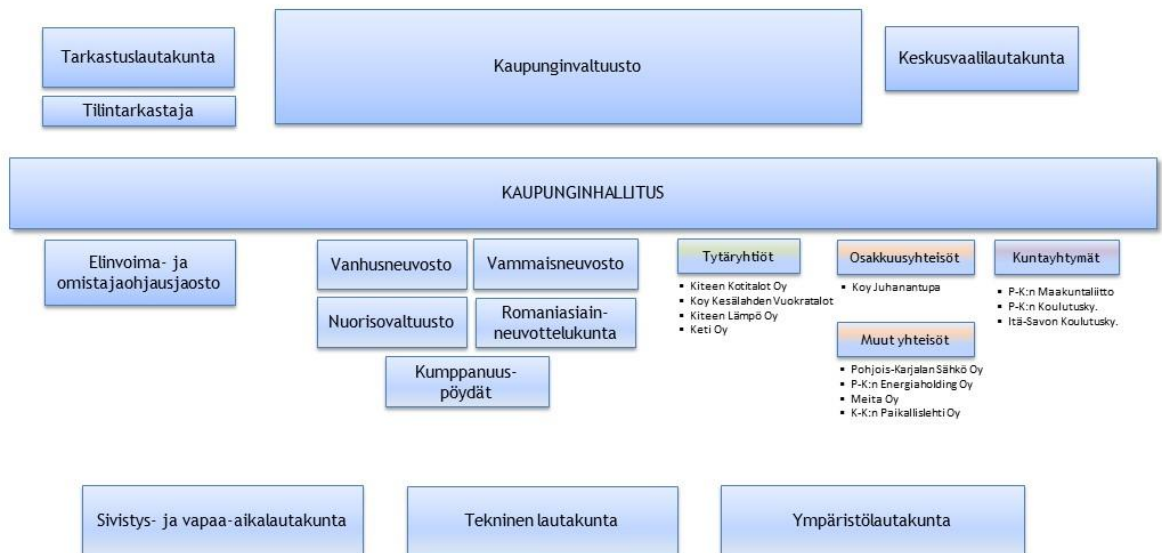 Tarkastuslautakunta
Tilintarkastaja
Kaupunginvaltuusto
Keskusvaalilautakunta
KAUPUNGINHALLITUS
Elinvoima- ja
omistajaohjausjaosto
Vanhusneuvosto
Vammaisneuvosto
Nuorisovaltuusto
Romaniasiain-
neuvottelukunta
Kumppanuus-
pöydät
Tytäryhtiöt
▪ Kiteen Kotitalot Oy
▪ Koy Kesälahden Vuokratalot
▪ Kiteen Lämpö Oy
▪ Keti Oy
Osakkuusyhteisöt
▪ Koy Juhanantupa
Muut yhteisöt
▪ Pohjois-Karjalan Sähkö Oy
▪ P-K:n Energiaholding Oy
▪ Meita Oy
▪ K-K:n Paikallislehti Oy
Kuntayhtymät
▪ P-K:n Maakuntaliitto
▪ P-K:n Koulutusky.
▪ Itä-Savon Koulutusky.
Sivistys- ja vapaa-aikalautakunta
Tekninen lautakunta
Ympäristölautakunta